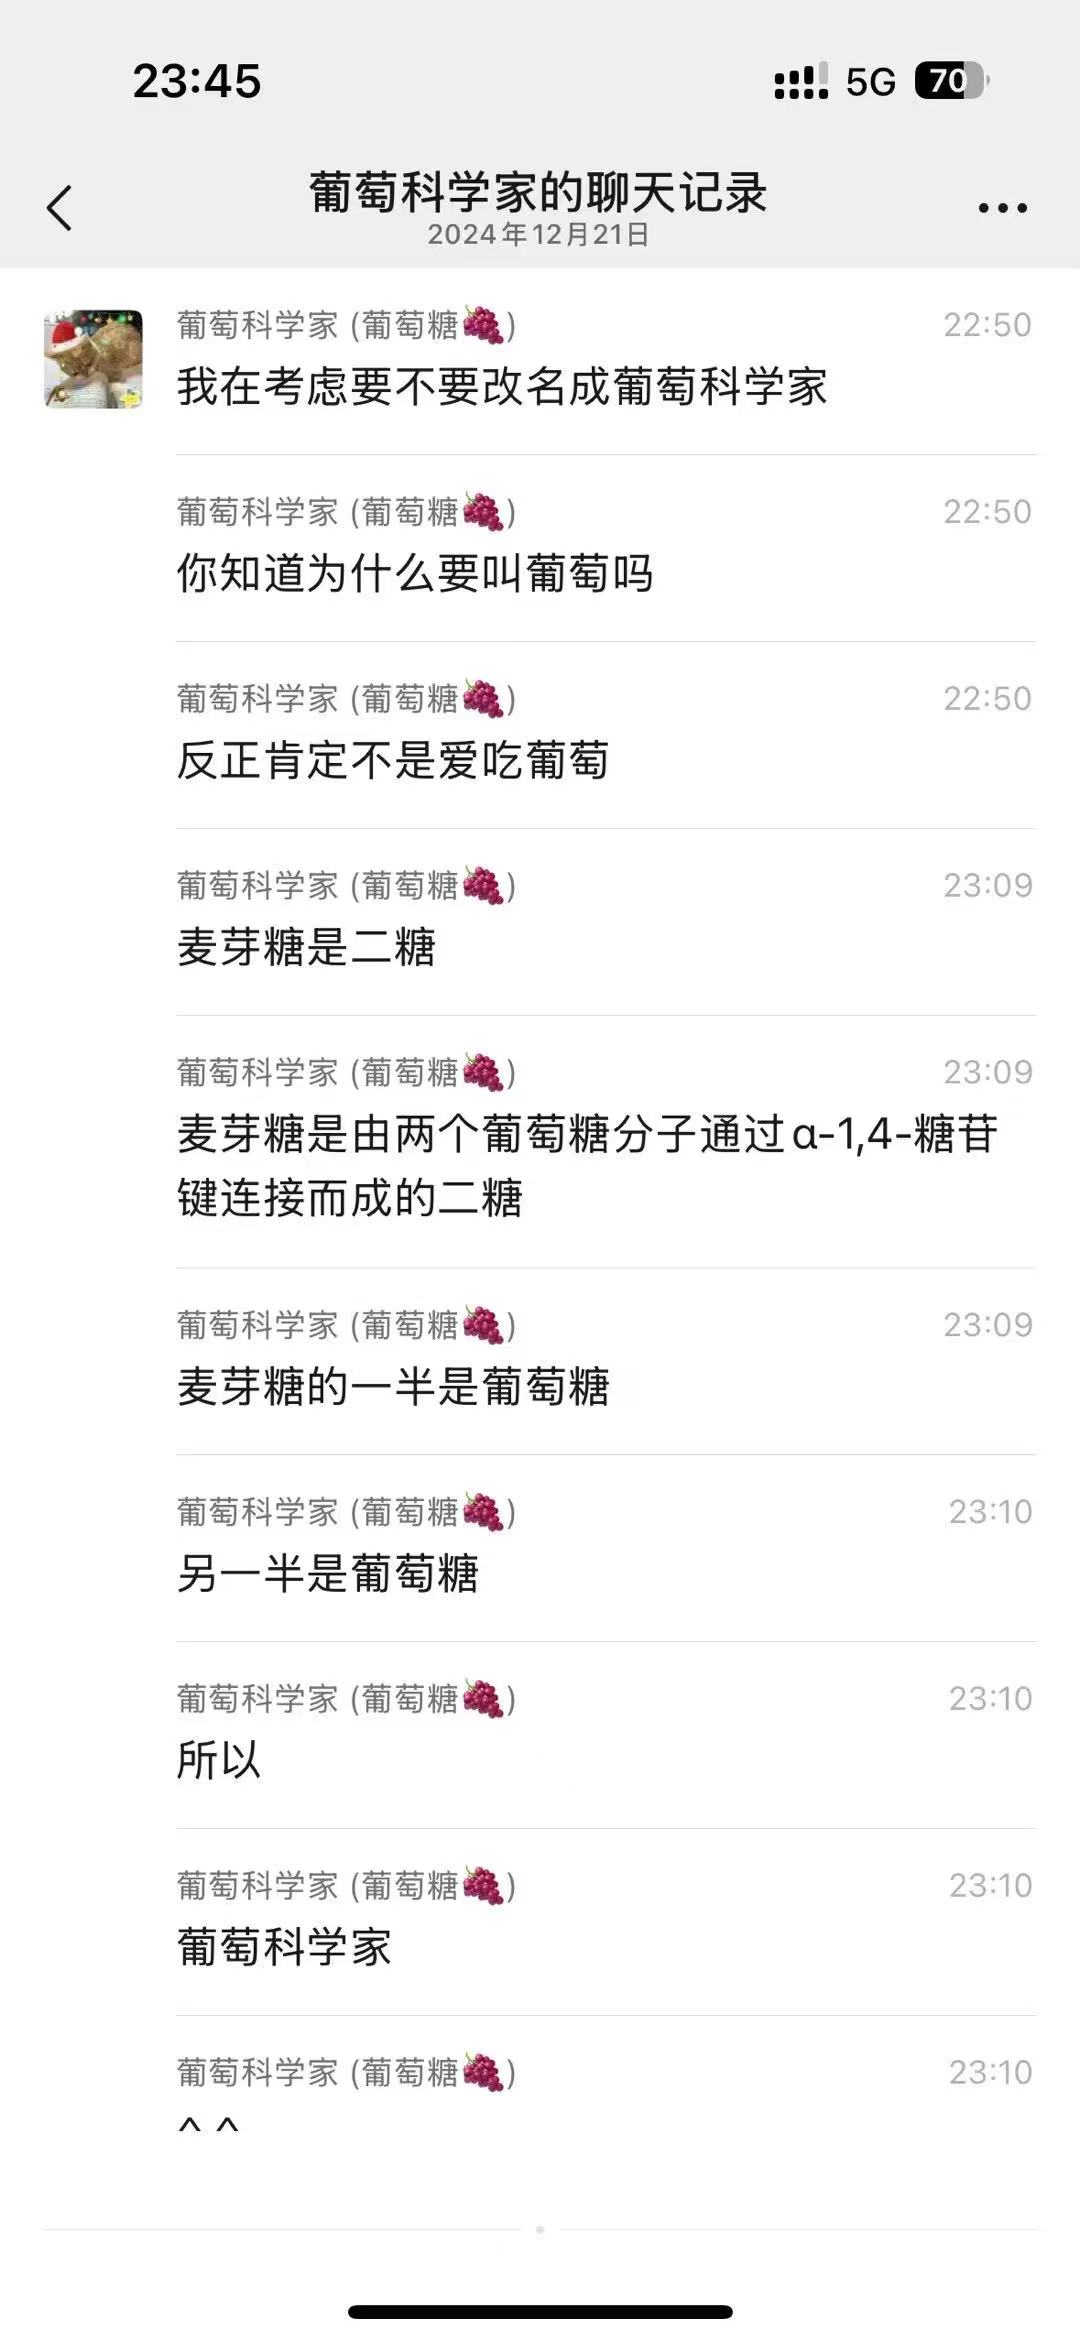 23:45
5G 70
葡萄科学家的聊天记录
2024年12月21日
葡萄科学家 (葡萄糖🍇) 22:50
我在考虑要不要改名成葡萄科学家
葡萄科学家 (葡萄糖🍇) 22:50
你知道为什么要叫葡萄吗
葡萄科学家 (葡萄糖🍇) 22:50
反正肯定不是爱吃葡萄
葡萄科学家 (葡萄糖🍇) 23:09
麦芽糖是二糖
葡萄科学家 (葡萄糖🍇) 23:09
麦芽糖是由两个葡萄糖分子通过α-1,4-糖苷
键连接而成的二糖
葡萄科学家 (葡萄糖🍇) 23:09
麦芽糖的一半是葡萄糖
葡萄科学家 (葡萄糖🍇) 23:10
另一半是葡萄糖
葡萄科学家 (葡萄糖🍇) 23:10
所以
葡萄科学家 (葡萄糖🍇) 23:10
葡萄科学家
葡萄科学家 (葡萄糖🍇) 23:10
^ ^